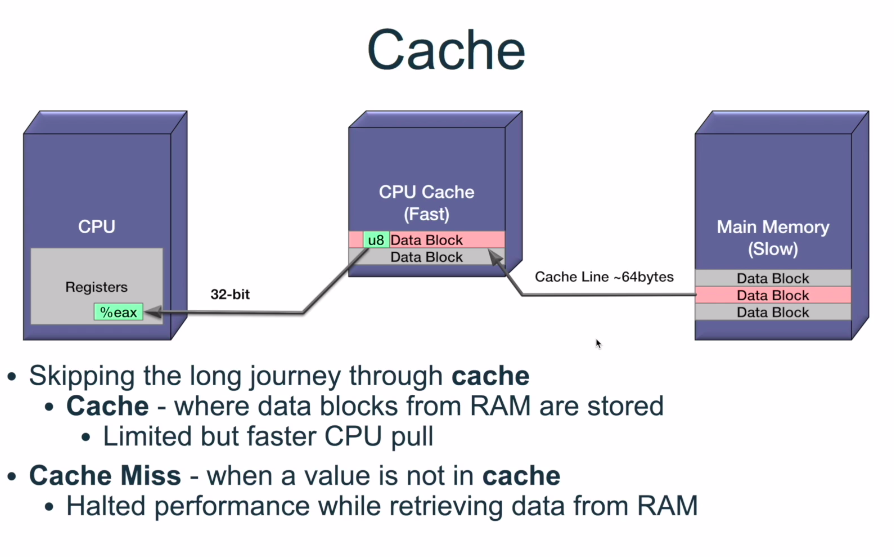 Cache
CPU
Registers
%eax
32-bit
CPU Cache
(Fast)
u8 Data Block
Data Block
Cache Line ~64bytes
Main Memory
(Slow)
Data Block
Data Block
Data Block
• Skipping the long journey through cache
• Cache - where data blocks from RAM are stored
• Limited but faster CPU pull
• Cache Miss - when a value is not in cache
• Halted performance while retrieving data from RAM